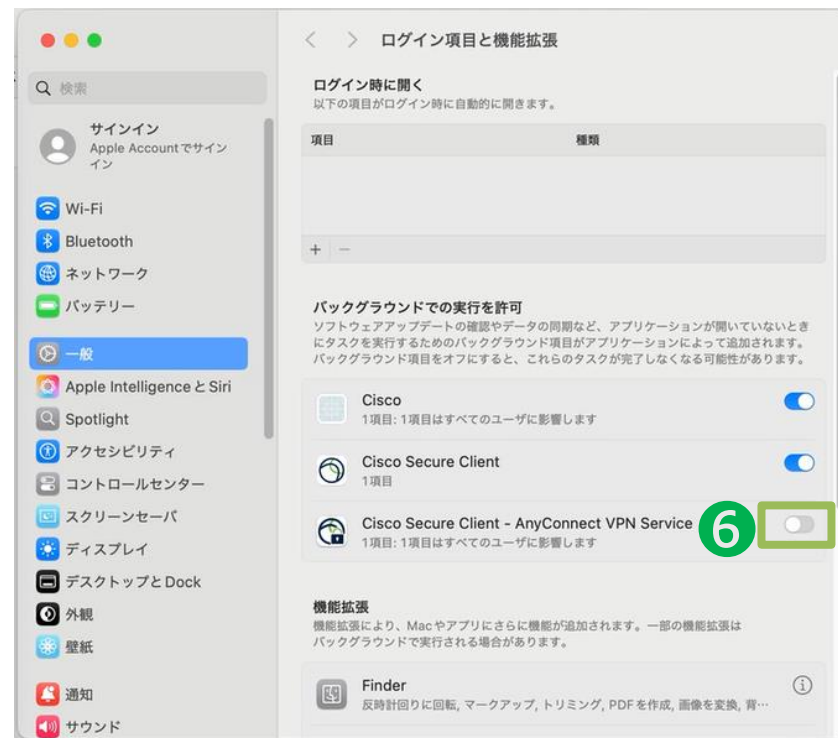 ログイン項目と機能拡張
検索
サインイン
Apple Accountでサイン
イン
Wi-Fi
Bluetooth
ネットワーク
バッテリー
一般
Apple Intelligence と Siri
Spotlight
アクセシビリティ
コントロールセンター
スクリーンセーバ
ディスプレイ
デスクトップと Dock
外観
壁紙
通知
サウンド
ログイン時に開く
以下の項目がログイン時に自動的に開きます。
項目 種類
+ −
バックグラウンドでの実行を許可
ソフトウェアアップデートの確認やデータの同期など、アプリケーションが開いていないとき
にタスクを実行するためのバックグラウンド項目がアプリケーションによって追加されます。
バックグラウンド項目をオフにすると、これらのタスクが完了しなくなる可能性があります。
Cisco
1項目: 1項目はすべてのユーザに影響します
Cisco Secure Client
1項目
Cisco Secure Client - AnyConnect VPN Service
1項目: 1項目はすべてのユーザに影響します
6
機能拡張
機能拡張により、Mac やアプリにさらに機能が追加されます。一部の機能拡張は
バックグラウンドで実行される場合があります。
Finder
反時計回りに回転, マークアップ, トリミング, PDF を作成, 画像を変換, 背…